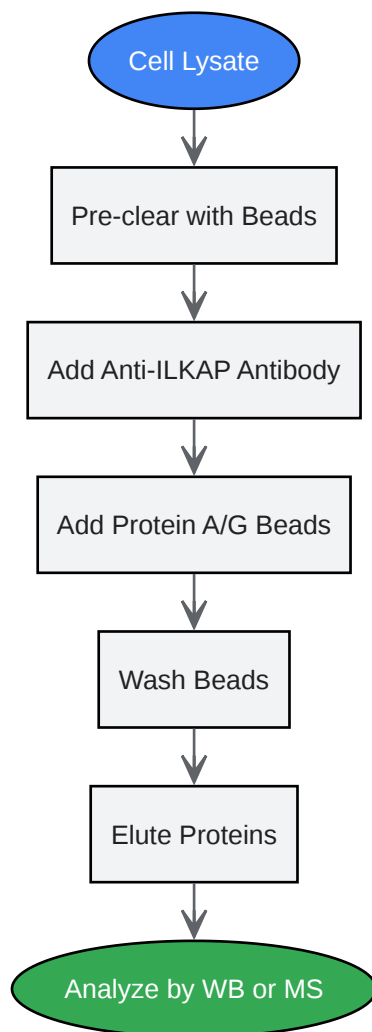 Cell Lysate
Pre-clear with Beads
Add Anti-ILKAP Antibody
Add Protein A/G Beads
Wash Beads
Elute Proteins
Analyze by WB or MS